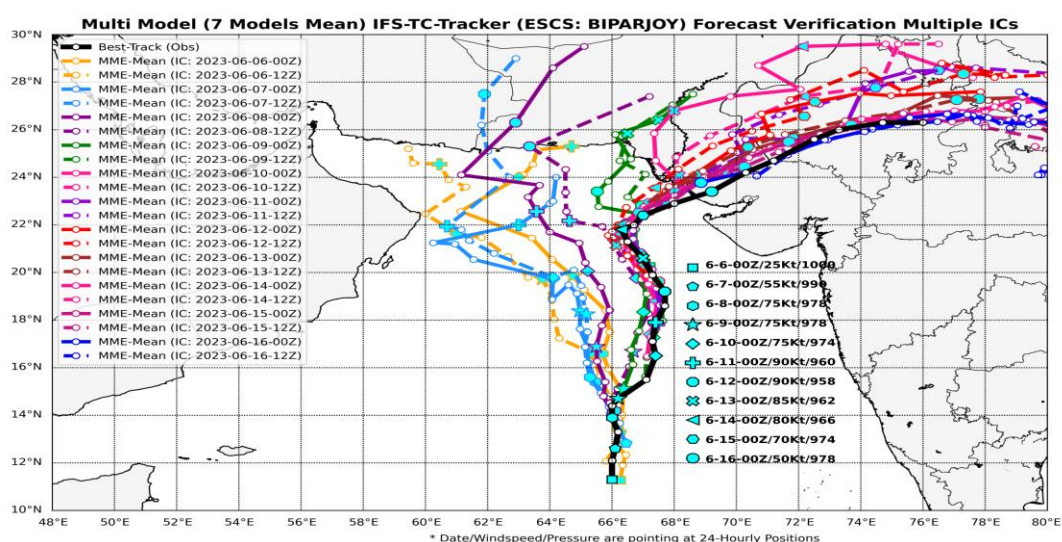 Multi Model (7 Models Mean) IFS-TC-Tracker (ESCS: BIPARJOY) Forecast Verification Multiple ICs
30°N
28°N
26°N
24°N
22°N
20°N
18°N
16°N
14°N
12°N
10°N
Best-Track (Obs)
MME-Mean (IC: 2023-06-06-00Z)
MME-Mean (IC: 2023-06-06-12Z)
MME-Mean (IC: 2023-06-07-00Z)
MME-Mean (IC: 2023-06-07-12Z)
MME-Mean (IC: 2023-06-08-00Z)
MME-Mean (IC: 2023-06-08-12Z)
MME-Mean (IC: 2023-06-09-00Z)
MME-Mean (IC: 2023-06-09-12Z)
MME-Mean (IC: 2023-06-10-00Z)
MME-Mean (IC: 2023-06-10-12Z)
MME-Mean (IC: 2023-06-11-00Z)
MME-Mean (IC: 2023-06-11-12Z)
MME-Mean (IC: 2023-06-12-00Z)
MME-Mean (IC: 2023-06-12-12Z)
MME-Mean (IC: 2023-06-13-00Z)
MME-Mean (IC: 2023-06-13-12Z)
MME-Mean (IC: 2023-06-14-00Z)
MME-Mean (IC: 2023-06-14-12Z)
MME-Mean (IC: 2023-06-15-00Z)
MME-Mean (IC: 2023-06-15-12Z)
MME-Mean (IC: 2023-06-16-00Z)
MME-Mean (IC: 2023-06-16-12Z)
6-6-00Z/25Kt/1000
6-7-00Z/55Kt/990
6-8-00Z/75Kt/978
6-9-00Z/75Kt/978
6-10-00Z/75Kt/974
6-11-00Z/90Kt/960
6-12-00Z/90Kt/958
6-13-00Z/85Kt/962
6-14-00Z/80Kt/966
6-15-00Z/70Kt/974
6-16-00Z/50Kt/978
48°E 50°E 52°E 54°E 56°E 58°E 60°E 62°E 64°E 66°E 68°E 70°E 72°E 74°E 76°E 78°E 80°E
* Date/Windspeed/Pressure are pointing at 24-Hourly Positions